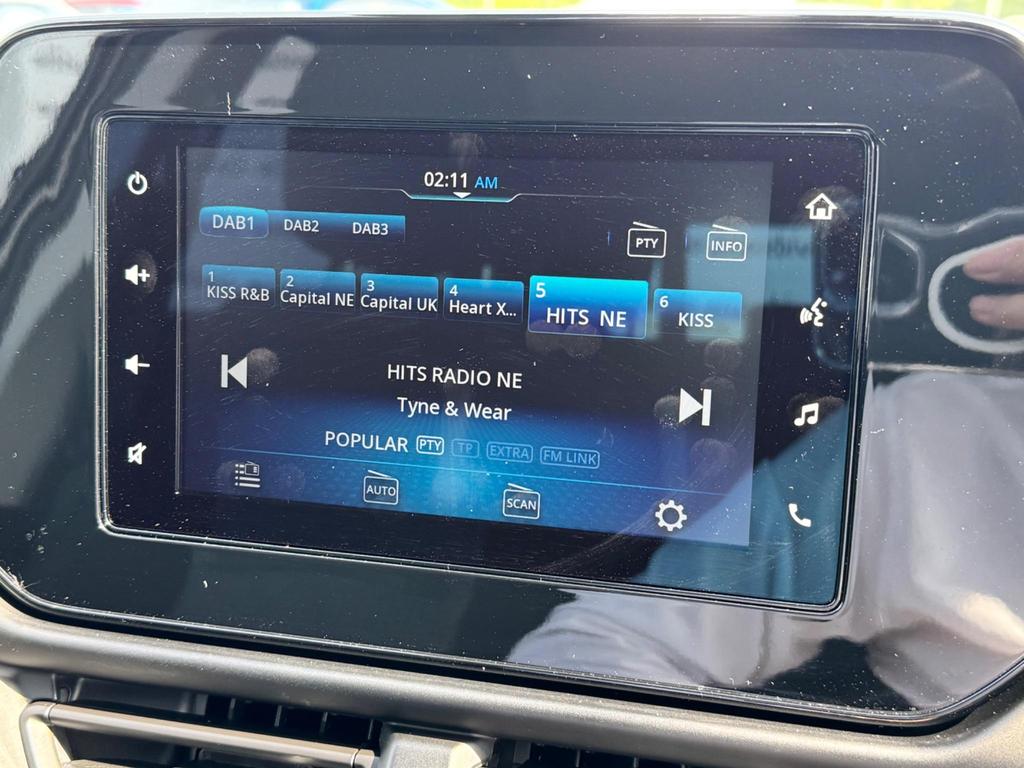 02:11 AM
DAB1 DAB2 DAB3
PTY INFO
1 KISS R&B
2 Capital NE
3 Capital UK
4 Heart X...
5 HITS NE
6 KISS
HITS RADIO NE
Tyne & Wear
POPULAR PTY TP EXTRA FM LINK
AUTO SCAN